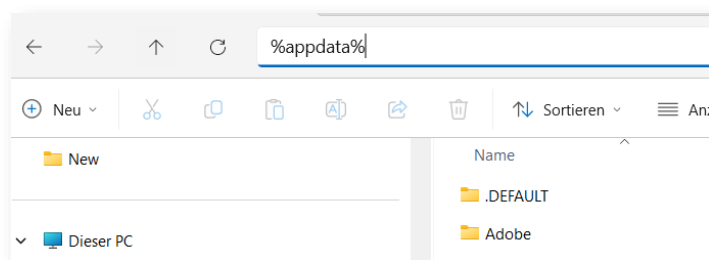 %appdata%
Neu
Sortieren
Anz
New
Name
.DEFAULT
Dieser PC
Adobe